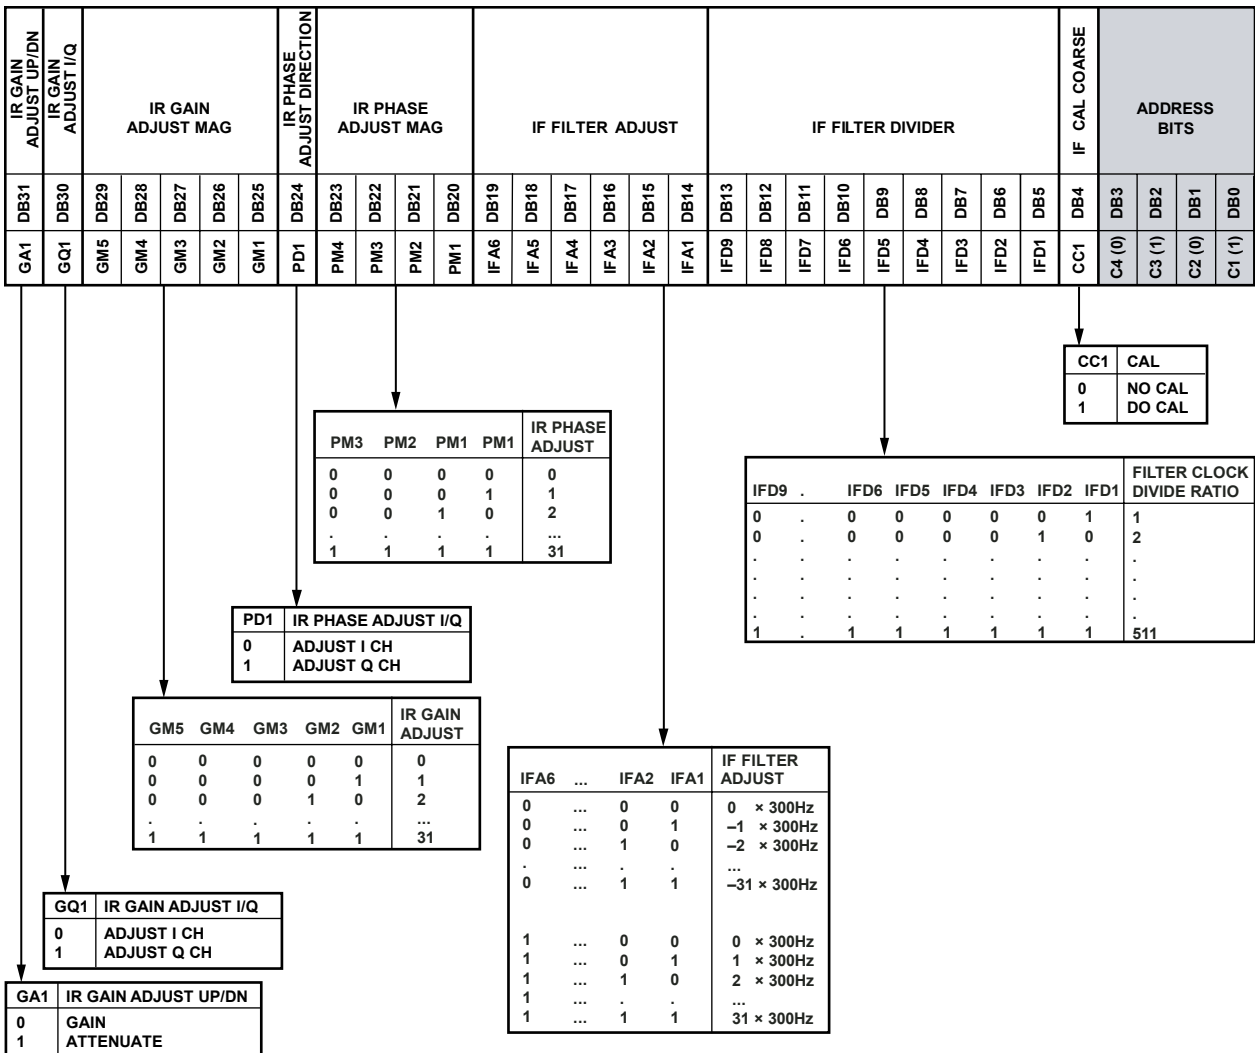 IR GAIN ADJUST UP/DN
IR GAIN ADJUST I/Q
IR GAIN ADJUST MAG
IR PHASE ADJUST DIRECTION
IR PHASE ADJUST MAG
IF FILTER ADJUST
IF FILTER DIVIDER
IF CAL COARSE
ADDRESS BITS
DB31 DB30 DB29 DB28 DB27 DB26 DB25 DB24 DB23 DB22 DB21 DB20 DB19 DB18 DB17 DB16 DB15 DB14 DB13 DB12 DB11 DB10 DB9 DB8 DB7 DB6 DB5 DB4 DB3 DB2 DB1 DB0
GA1 GQ1 GM5 GM4 GM3 GM2 GM1 PD1 PM4 PM3 PM2 PM1 IFA6 IFA5 IFA4 IFA3 IFA2 IFA1 IFD9 IFD8 IFD7 IFD6 IFD5 IFD4 IFD3 IFD2 IFD1 CC1 C4 (0) C3 (1) C2 (0) C1 (1)
CC1 CAL
0 NO CAL
1 DO CAL
PM3 PM2 PM1 PM1 IR PHASE ADJUST
0 0 0 0 0
0 0 0 1 1
0 0 1 0 2
. . . . ...
1 1 1 1 31
IFD9 . IFD6 IFD5 IFD4 IFD3 IFD2 IFD1 FILTER CLOCK DIVIDE RATIO
0 . 0 0 0 0 0 1 1
0 . 0 0 0 0 1 0 2
. . . . . . . . .
. . . . . . . . .
. . . . . . . . .
. . . . . . . . .
1 . 1 1 1 1 1 1 511
PD1 IR PHASE ADJUST I/Q
0 ADJUST I CH
1 ADJUST Q CH
GM5 GM4 GM3 GM2 GM1 IR GAIN ADJUST
0 0 0 0 0 0
0 0 0 0 1 1
0 0 0 1 0 2
. . . . . ...
1 1 1 1 1 31
IFA6 ... IFA2 IFA1 IF FILTER ADJUST
0 ... 0 0 0 × 300Hz
0 ... 0 1 –1 × 300Hz
0 ... 1 0 –2 × 300Hz
. ... . . ...
0 ... 1 1 –31 × 300Hz
1 ... 0 0 0 × 300Hz
1 ... 0 1 1 × 300Hz
1 ... 1 0 2 × 300Hz
1 ... . . ...
1 ... 1 1 31 × 300Hz
GQ1 IR GAIN ADJUST I/Q
0 ADJUST I CH
1 ADJUST Q CH
GA1 IR GAIN ADJUST UP/DN
0 GAIN
1 ATTENUATE